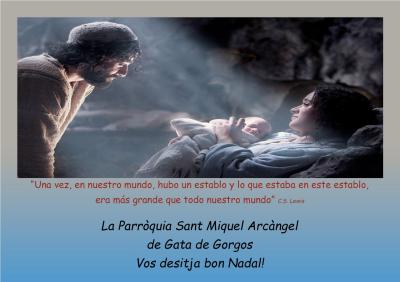 “Una vez, en nuestro mundo, hubo un establo y lo que estaba en este establo,
era más grande que todo nuestro mundo” C.S. Lewis
La Parròquia Sant Miquel Arcàngel
de Gata de Gorgos
Vos desitja bon Nadal!